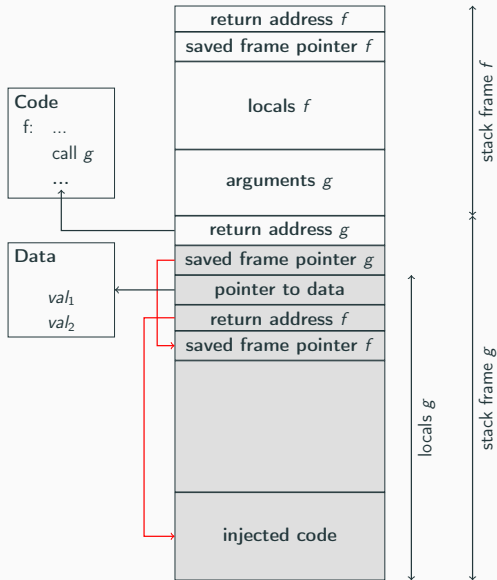 return address f
saved frame pointer f
locals f
arguments g
return address g
saved frame pointer g
pointer to data
return address f
saved frame pointer f
injected code
Code
f: ...
call g
...
Data
val1
val2
stack frame f
locals g
stack frame g